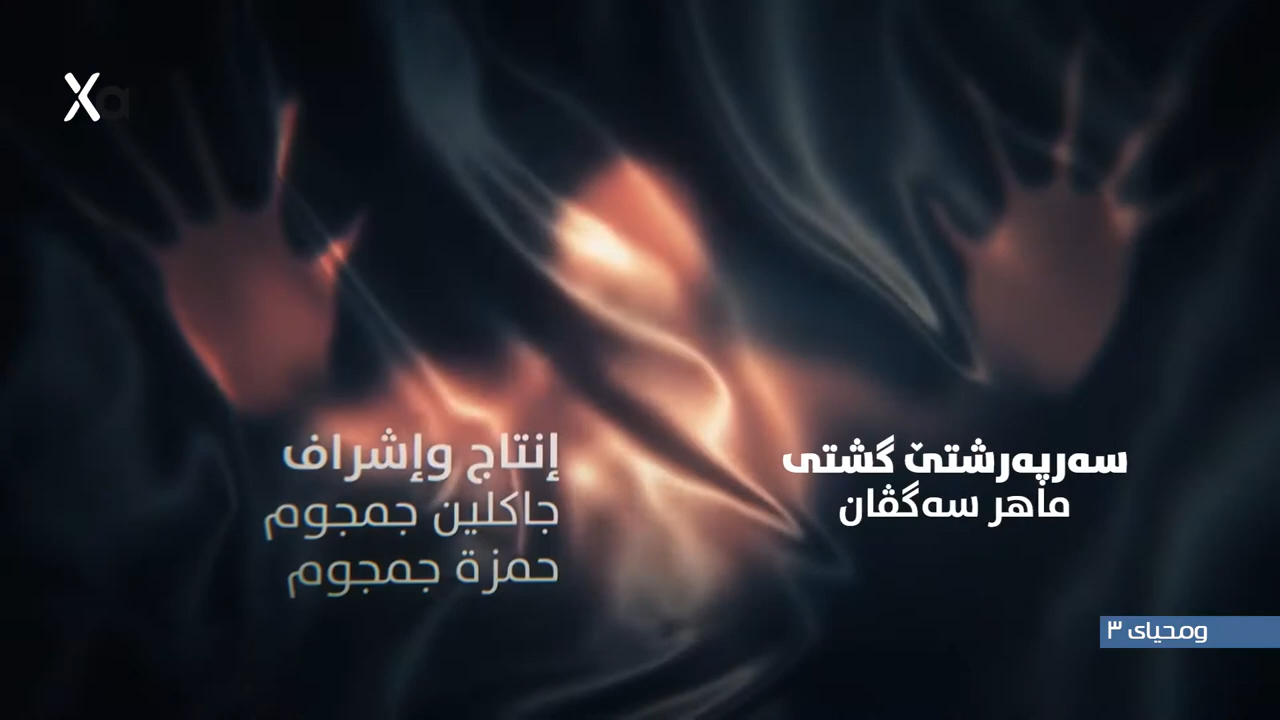 Xa
سەرپەرشتێ گشتی
ماهر سەگڤان
إنتاج وإشراف
جاكلين جمجوم
حمزة جمجوم
ومحیای ٣